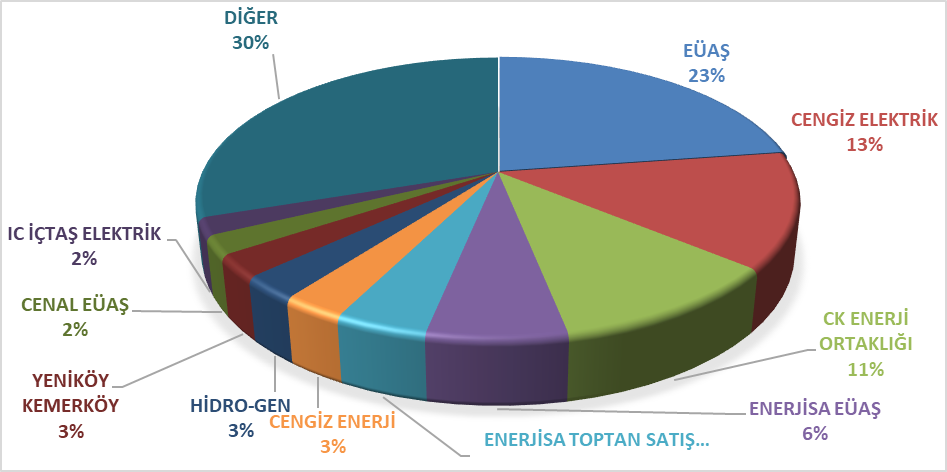 DİĞER
30%
EÜAŞ
23%
CENGİZ ELEKTRİK
13%
CK ENERJİ
ORTAKLIĞI
11%
ENERJİSA EÜAŞ
6%
ENERJİSA TOPTAN SATIŞ...
CENGİZ ENERJİ
3%
HİDRO-GEN
3%
YENİKÖY
KEMERKÖY
3%
CENAL EÜAŞ
2%
IC İÇTAŞ ELEKTRİK
2%